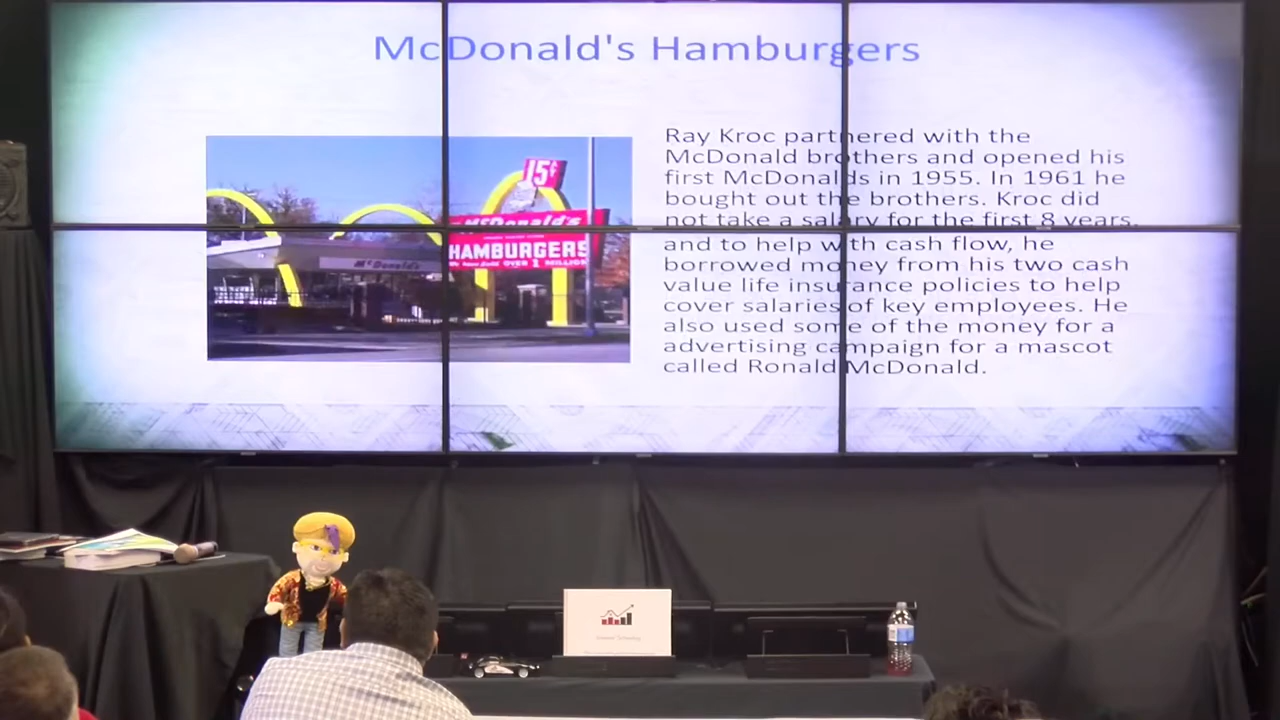 McDonald's Hamburgers
15¢
McDonald's
HAMBURGERS
We have Sold OVER 1 MILLION
McDonald's
Ray Kroc partnered with the
McDonald brothers and opened his
first McDonalds in 1955. In 1961 he
bought out the brothers. Kroc did
not take a salary for the first 8 years,
and to help with cash flow, he
borrowed money from his two cash
value life insurance policies to help
cover salaries of key employees. He
also used some of the money for a
advertising campaign for a mascot
called Ronald McDonald.